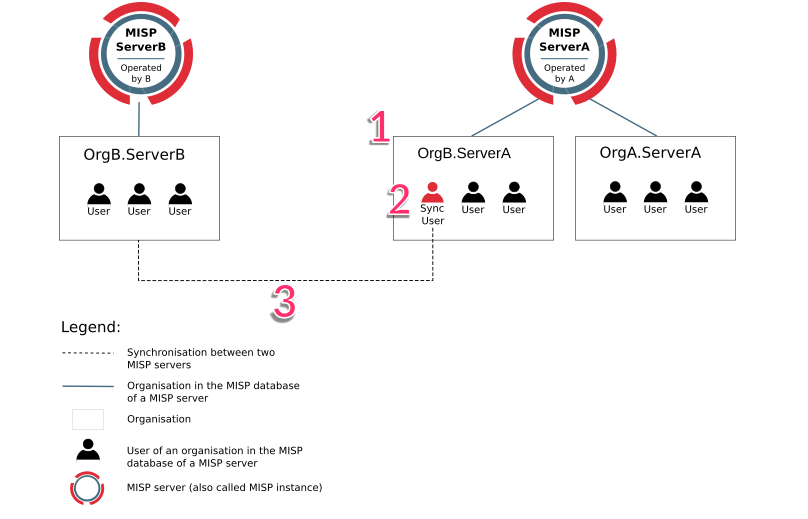 MISP
ServerB
Operated
by B
MISP
ServerA
Operated
by A
1
OrgB.ServerB
OrgB.ServerA
OrgA.ServerA
2
User User User
Sync
User
User User
User User User
3
Legend:
Synchronisation between two
MISP servers
Organisation in the MISP database
of a MISP server
Organisation
User of an organisation in the MISP
database of a MISP server
MISP server (also called MISP instance)